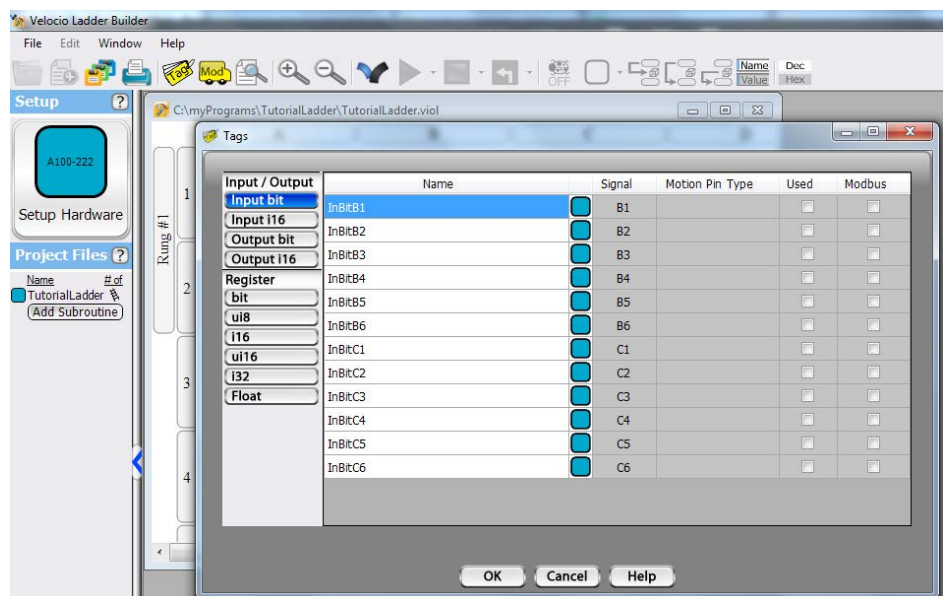 Velocio Ladder Builder
File Edit Window Help
Tag Mod OFF Name Value Dec Hex
Setup ?
A100-222
Setup Hardware
Project Files ?
Name # of
TutorialLadder
Add Subroutine
C:\myPrograms\TutorialLadder\TutorialLadder.viol
Rung #1
1
2
3
4
Tags
Input / Output
Input bit
Input i16
Output bit
Output i16
Register
bit
ui8
i16
ui16
i32
Float
Name Signal Motion Pin Type Used Modbus
InBitB1 B1
InBitB2 B2
InBitB3 B3
InBitB4 B4
InBitB5 B5
InBitB6 B6
InBitC1 C1
InBitC2 C2
InBitC3 C3
InBitC4 C4
InBitC5 C5
InBitC6 C6
OK Cancel Help